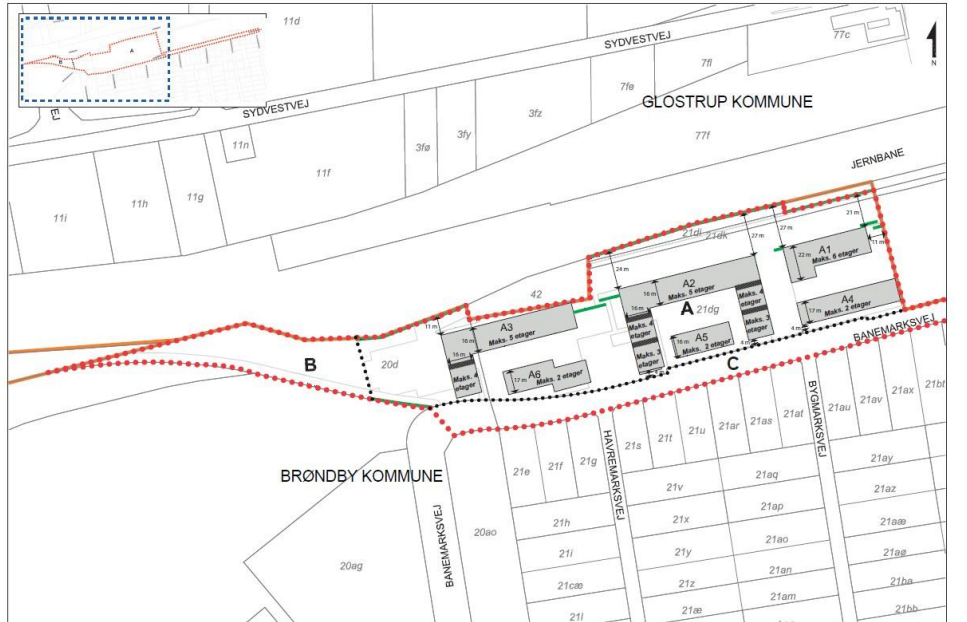 11d
77c
SYDVESTVEJ
7fl
7fe
GLOSTRUP KOMMUNE
N
A
B
VEJ
SYDVESTVEJ
3fz
3fy
3fø
77f
11n
11f
JERNBANE
11g
11h
11i
21di
21dk
27 m
27 m
21 m
11 m
24 m
22 m
A1
Maks. 6 etager
42
16 m
A2
Maks. 5 etager
A
21dg
16 m
Maks. 4 etager
Maks. 3 etager
4 m
17 m
A4
Maks. 2 etager
4 m
11 m
16 m
A3
Maks. 5 etager
16 m
Maks. 4 etager
16 m
Maks. 4 etager
Maks. 3 etager
A5
16 m
Maks. 2 etager
BANEMARKSVEJ
B
20d
A6
17 m
Maks. 2 etager
C
BRØNDBY KOMMUNE
BANEMARKSVEJ
20ag
20ao
21e
21f
21g
HAVREMARKSVEJ
21s
21t
21u
21ar
21as
21at
BYGMARKSVEJ
21au
21av
21ax
21bt
21h
21v
21aq
21ay
21i
21x
21ap
21az
21cæ
21y
21ao
21aæ
21z
21an
21aø
21æ
21am
21ba
21bb